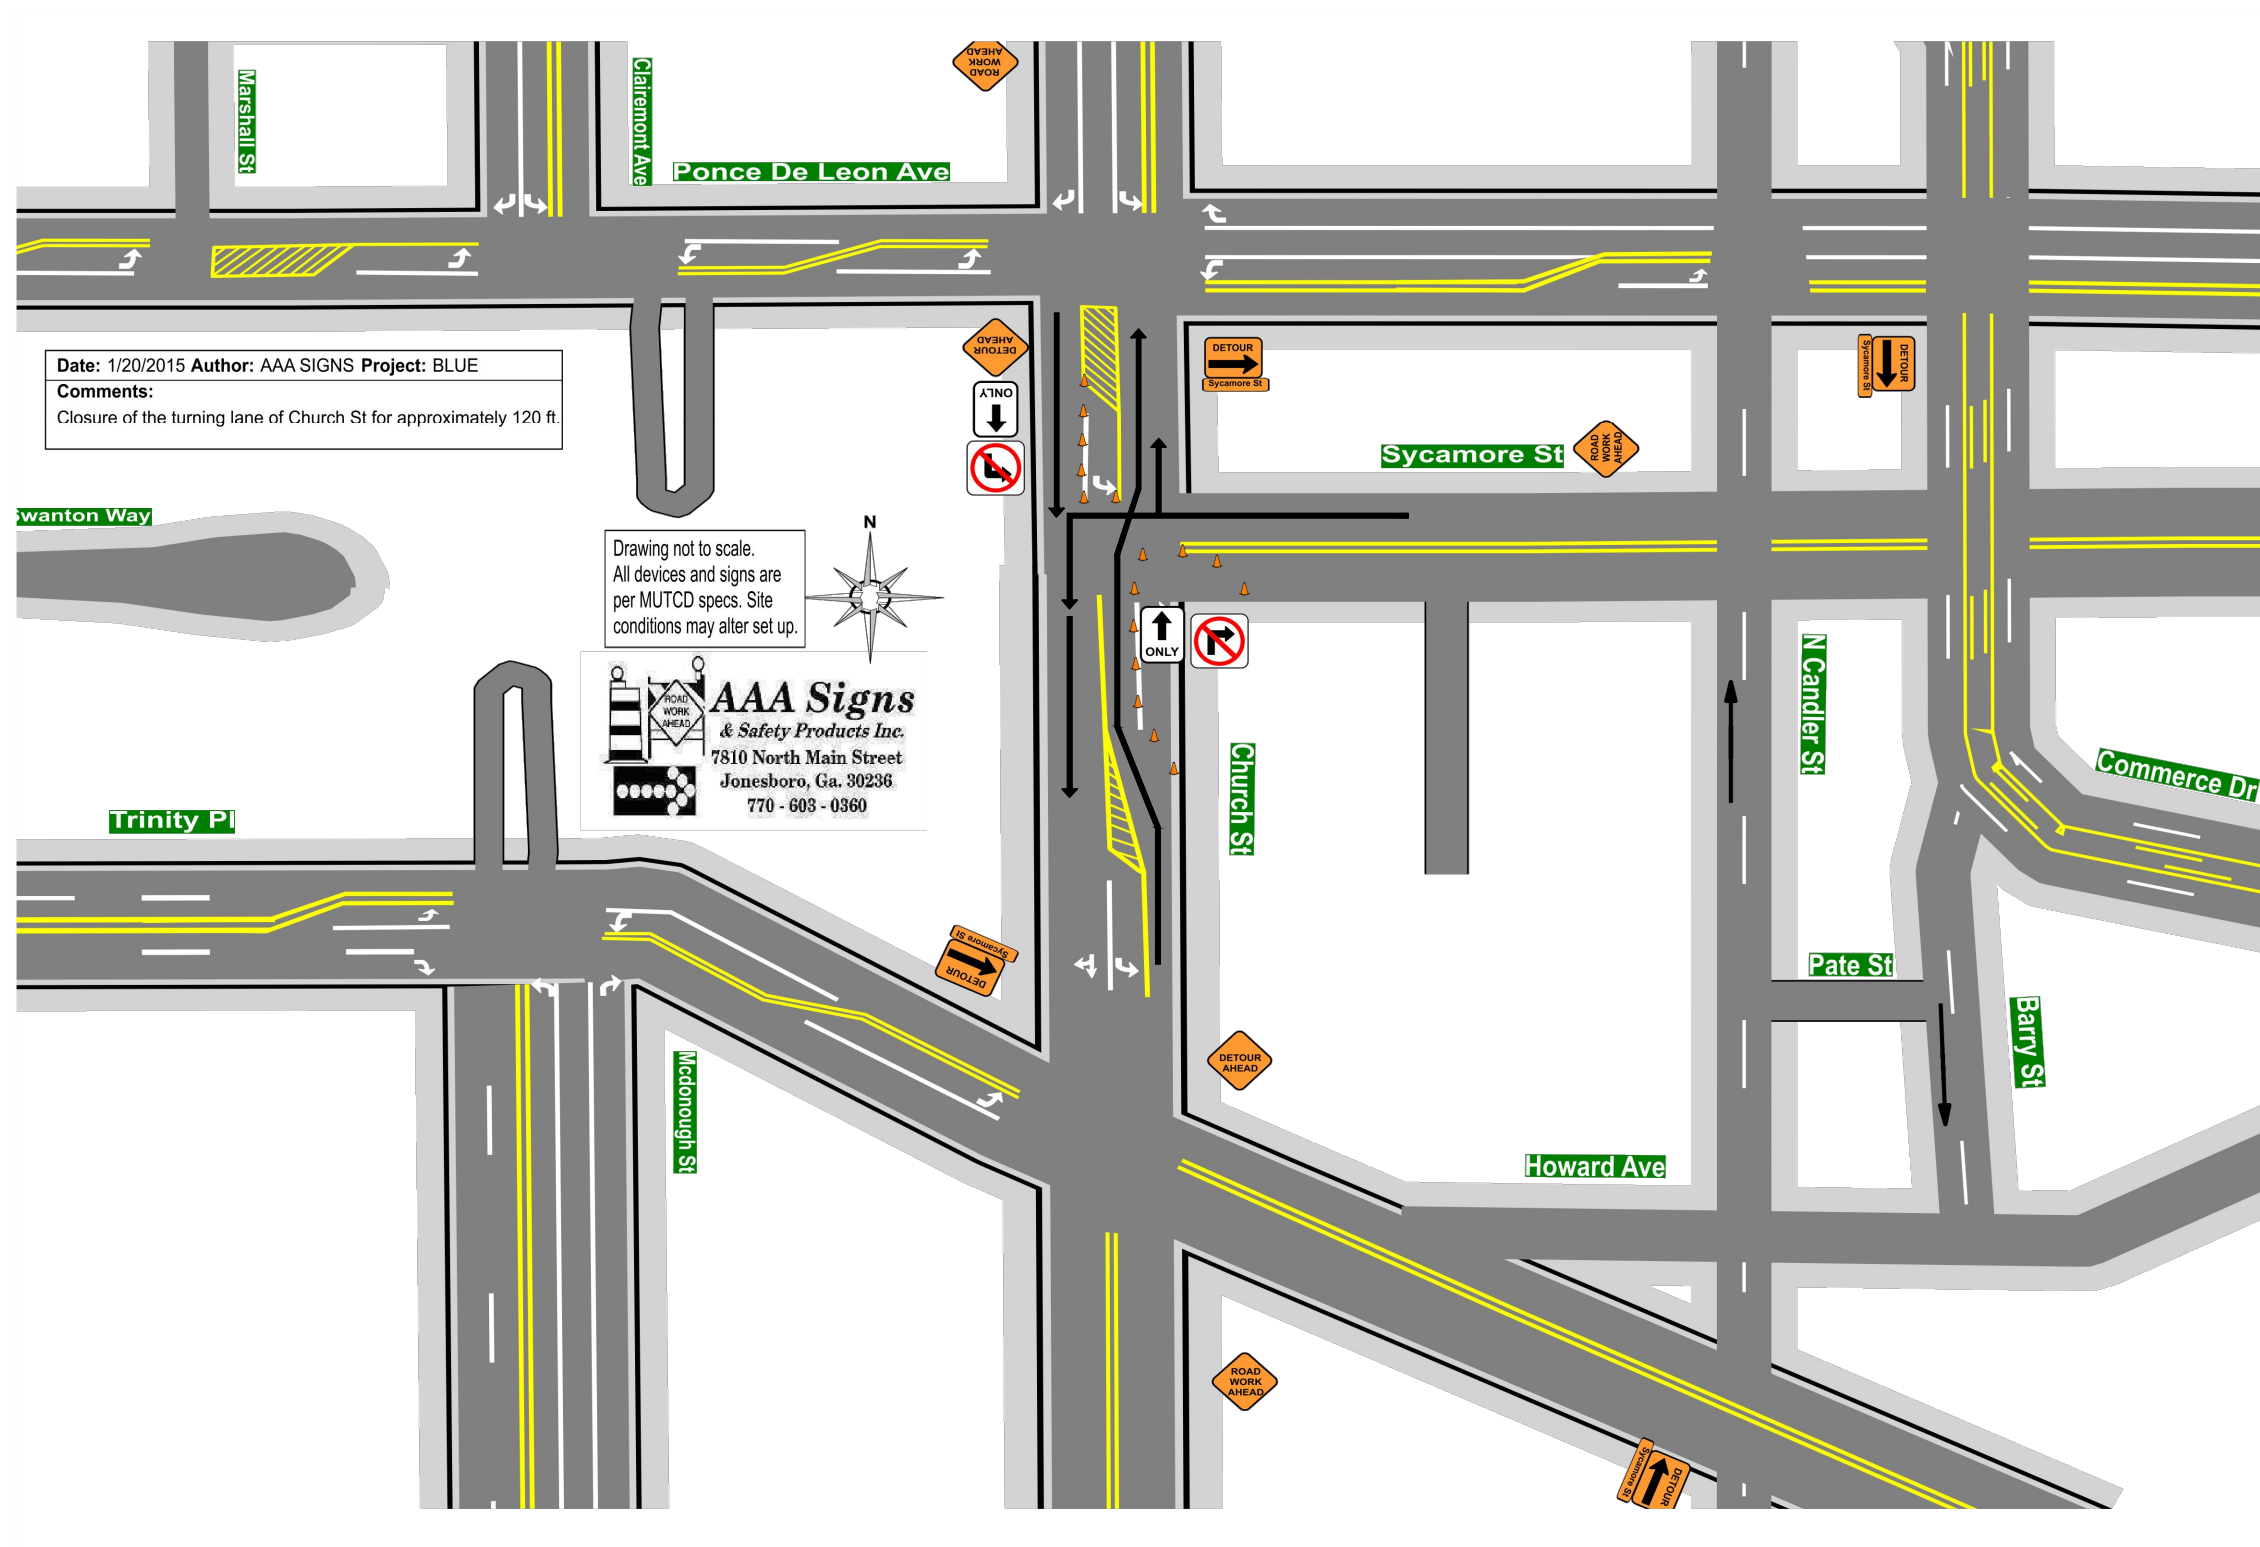 ROAD
WORK
AHEAD
Marshall St
Clairemont Ave
Ponce De Leon Ave
Date: 1/20/2015 Author: AAA SIGNS Project: BLUE
Comments:
Closure of the turning lane of Church St for approximately 120 ft.
DETOUR
AHEAD
ONLY
DETOUR
Sycamore St
DETOUR
Sycamore St
Sycamore St
ROAD
WORK
AHEAD
Swanton Way
N
Drawing not to scale.
All devices and signs are
per MUTCD specs. Site
conditions may alter set up.
ONLY
ROAD
WORK
AHEAD
AAA Signs
& Safety Products Inc.
7810 North Main Street
Jonesboro, Ga. 30236
770 - 603 - 0360
N Candler St
Commerce Dr
Church St
Trinity Pl
Sycamore St
DETOUR
Pate St
Barry St
DETOUR
AHEAD
Mcdonough St
Howard Ave
ROAD
WORK
AHEAD
Sycamore St
DETOUR